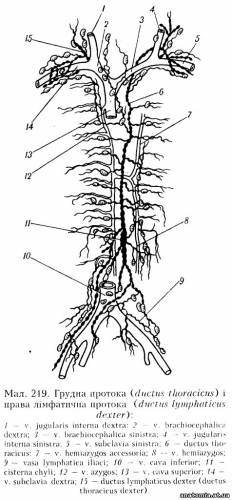 1
2
3
4
15
5
14
6
7
13
12
11
8
10
9
Мал. 219. Грудна протока (ductus thoracicus) і
права лімфатична протока (ductus lymphaticus
dexter):
1 — v. jugularis interna dextra; 2 — v. brachiocephalica
dextra; 3 — v. brachiocephalica sinistra; 4 — v. jugularis
interna sinistra; 5 — v. subclavia sinistra; 6 — ductus tho-
racicus; 7 — v. hemiazygos accessoria; 8 — v. hemiazygos;
9 — vasa lymphatica iliaci; 10 — v. cava inferior; 11 —
cisterna chyli; 12 — v. azygos; 13 — v. cava superior; 14 —
v. subclavia dextra; 15 — ductus lymphaticus dexter (ductus
thoracicus dexter)